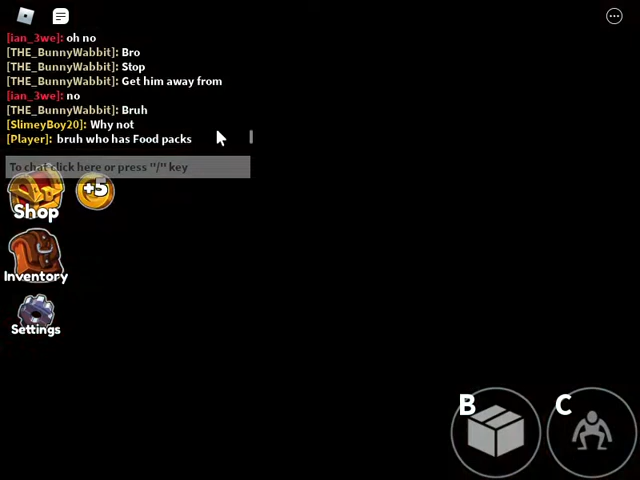 [ian_3we]: oh no
[THE_BunnyWabbit]: Bro
[THE_BunnyWabbit]: Stop
[THE_BunnyWabbit]: Get him away from
[ian_3we]: no
[THE_BunnyWabbit]: Bruh
[SlimeyBoy20]: Why not
[Player]: bruh who has Food packs
To chat click here or press "/" key
+5
Shop
Inventory
Settings
B
C